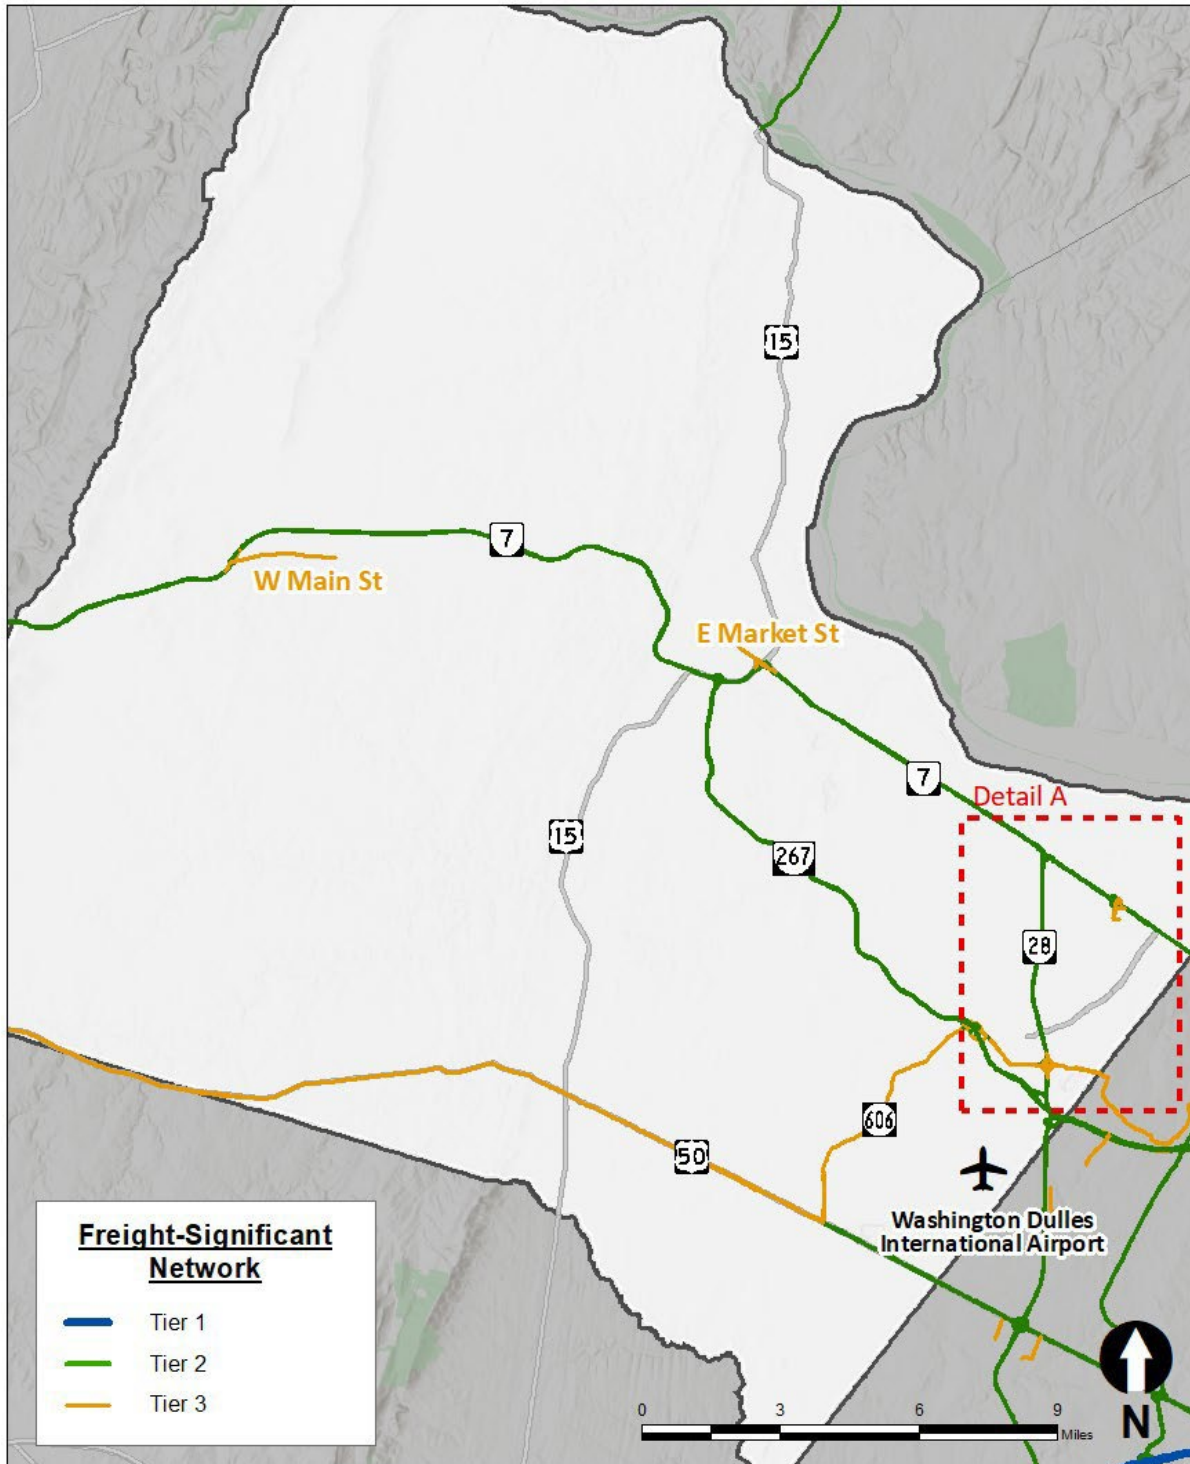 15
7
W Main St
E Market St
7
Detail A
15
267
28
606
50
Washington Dulles
International Airport
Freight-Significant
Network
Tier 1
Tier 2
Tier 3
0 3 6 9
Miles
N